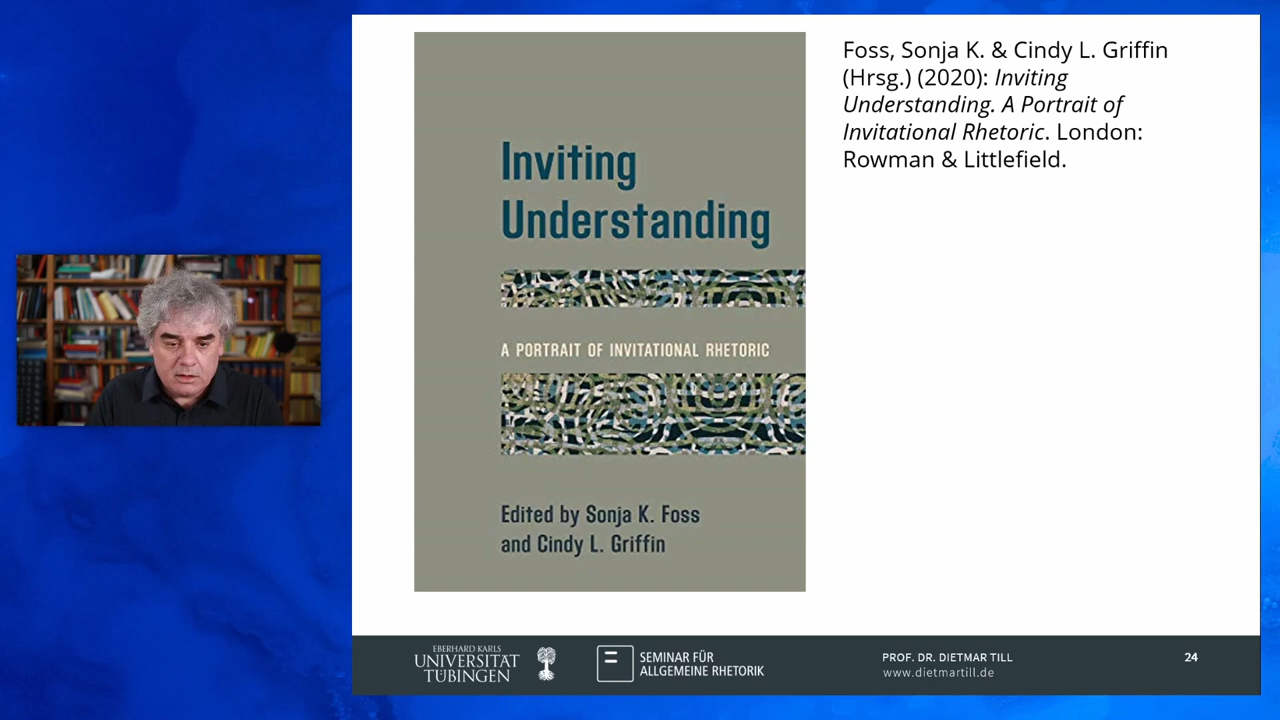 Inviting
Understanding
A PORTRAIT OF INVITATIONAL RHETORIC
Edited by Sonja K. Foss
and Cindy L. Griffin
Foss, Sonja K. & Cindy L. Griffin
(Hrsg.) (2020): Inviting
Understanding. A Portrait of
Invitational Rhetoric. London:
Rowman & Littlefield.
EBERHARD KARLS
UNIVERSITÄT
TÜBINGEN
SEMINAR FÜR
ALLGEMEINE RHETORIK
PROF. DR. DIETMAR TILL
www.dietmartill.de
24